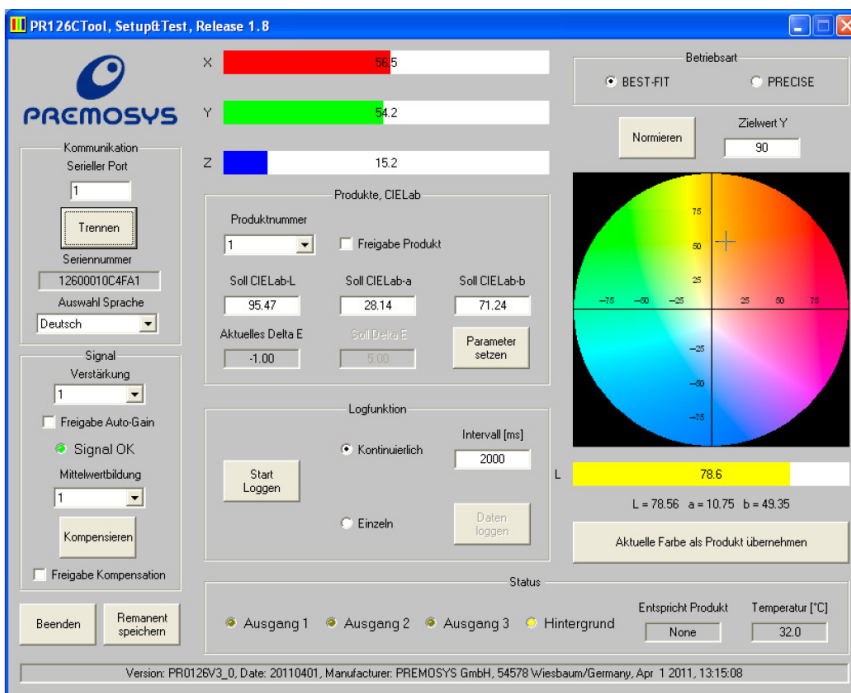 PR126CTool, Setup&Test, Release 1.8
PREMOSYS
X 56.5
Y 54.2
Z 15.2
Betriebsart
BEST-FIT PRECISE
Normieren
Zielwert Y
90
Kommunikation
Serieller Port
1
Trennen
Seriennummer
12600010C4FA1
Auswahl Sprache
Deutsch
Signal
Verstärkung
1
Freigabe Auto-Gain
Signal OK
Mittelwertbildung
1
Kompensieren
Freigabe Kompensation
Beenden
Remanent
speichern
Produkte, CIELab
Produktnummer
1
Freigabe Produkt
Soll CIELab-L Soll CIELab-a Soll CIELab-b
95.47 28.14 71.24
Aktuelles Delta E Soll Delta E
-1.00 5.00
Parameter
setzen
Logfunktion
Start
Loggen
Kontinuierlich
Einzeln
Intervall [ms]
2000
Daten
loggen
75
50
25
-75 -50 -25 25 50 75
-25
-50
-75
L 78.6
L = 78.56 a = 10.75 b = 49.35
Aktuelle Farbe als Produkt übernehmen
Status
Ausgang 1 Ausgang 2 Ausgang 3 Hintergrund
Entspricht Produkt
None
Temperatur [°C]
32.0
Version: PR0126V3_0, Date: 20110401, Manufacturer: PREMOSYS GmbH, 54578 Wiesbaum/Germany, Apr 1 2011, 13:15:08